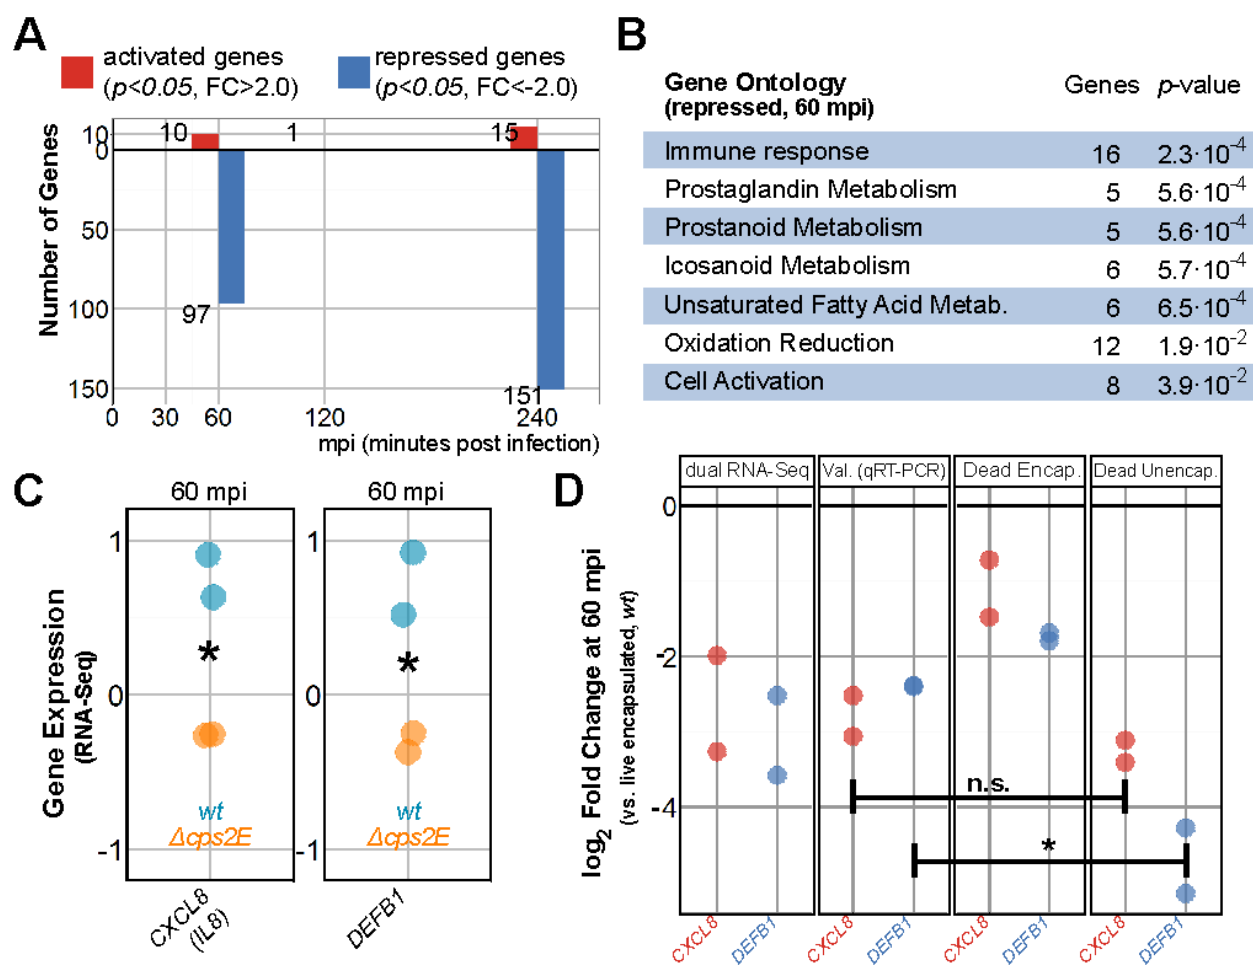 A
activated genes
(p<0.05, FC>2.0)
repressed genes
(p<0.05, FC<-2.0)
Number of Genes
10
0
50
100
150
10
1
15
97
151
0 30 60 120 240
mpi (minutes post infection)
B
Gene Ontology Genes p-value
(repressed, 60 mpi)
Immune response 16 2.3·10⁻⁴
Prostaglandin Metabolism 5 5.6·10⁻⁴
Prostanoid Metabolism 5 5.6·10⁻⁴
Icosanoid Metabolism 6 5.7·10⁻⁴
Unsaturated Fatty Acid Metab. 6 6.5·10⁻⁴
Oxidation Reduction 12 1.9·10⁻²
Cell Activation 8 3.9·10⁻²
C
60 mpi 60 mpi
Gene Expression
(RNA-Seq)
1 1
* *
0 0
wt wt
Δcps2E Δcps2E
-1 -1
CXCL8
(IL8)
DEFB1
D
dual RNA-Seq Val. (qRT-PCR) Dead Encap. Dead Unencap.
log₂ Fold Change at 60 mpi
(vs. live encapsulated, wt)
0
-2
-4
n.s.
*
CXCL8 DEFB1 CXCL8 DEFB1 CXCL8 DEFB1 CXCL8 DEFB1